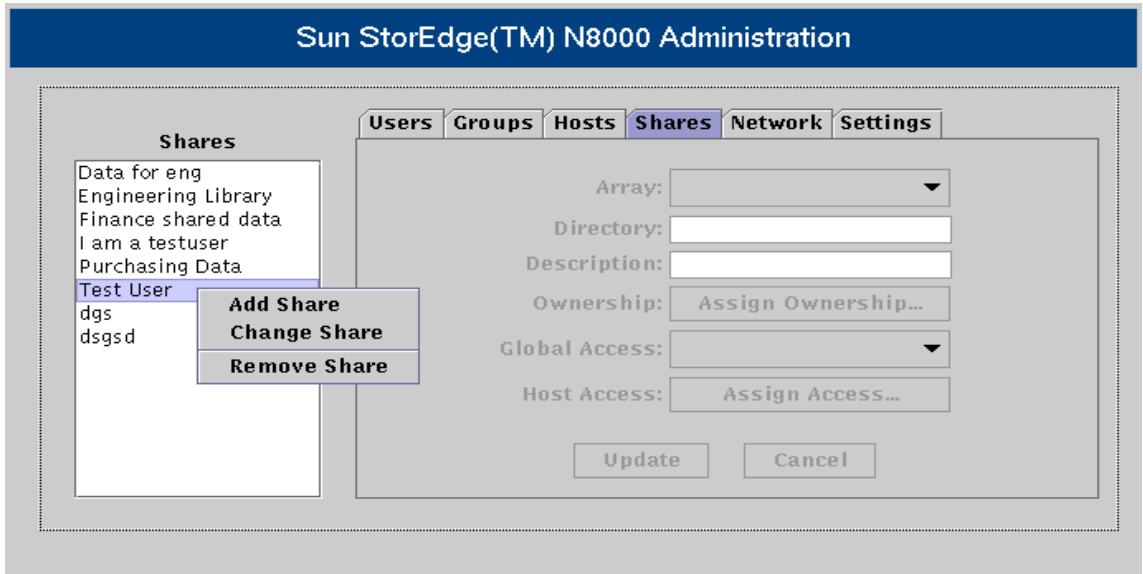 Sun StorEdge(TM) N8000 Administration
Shares
Data for eng
Engineering Library
Finance shared data
I am a testuser
Purchasing Data
Test User
dgs
dsgsd
Add Share
Change Share
Remove Share
Users Groups Hosts Shares Network Settings
Array:
Directory:
Description:
Ownership: Assign Ownership...
Global Access:
Host Access: Assign Access...
Update Cancel